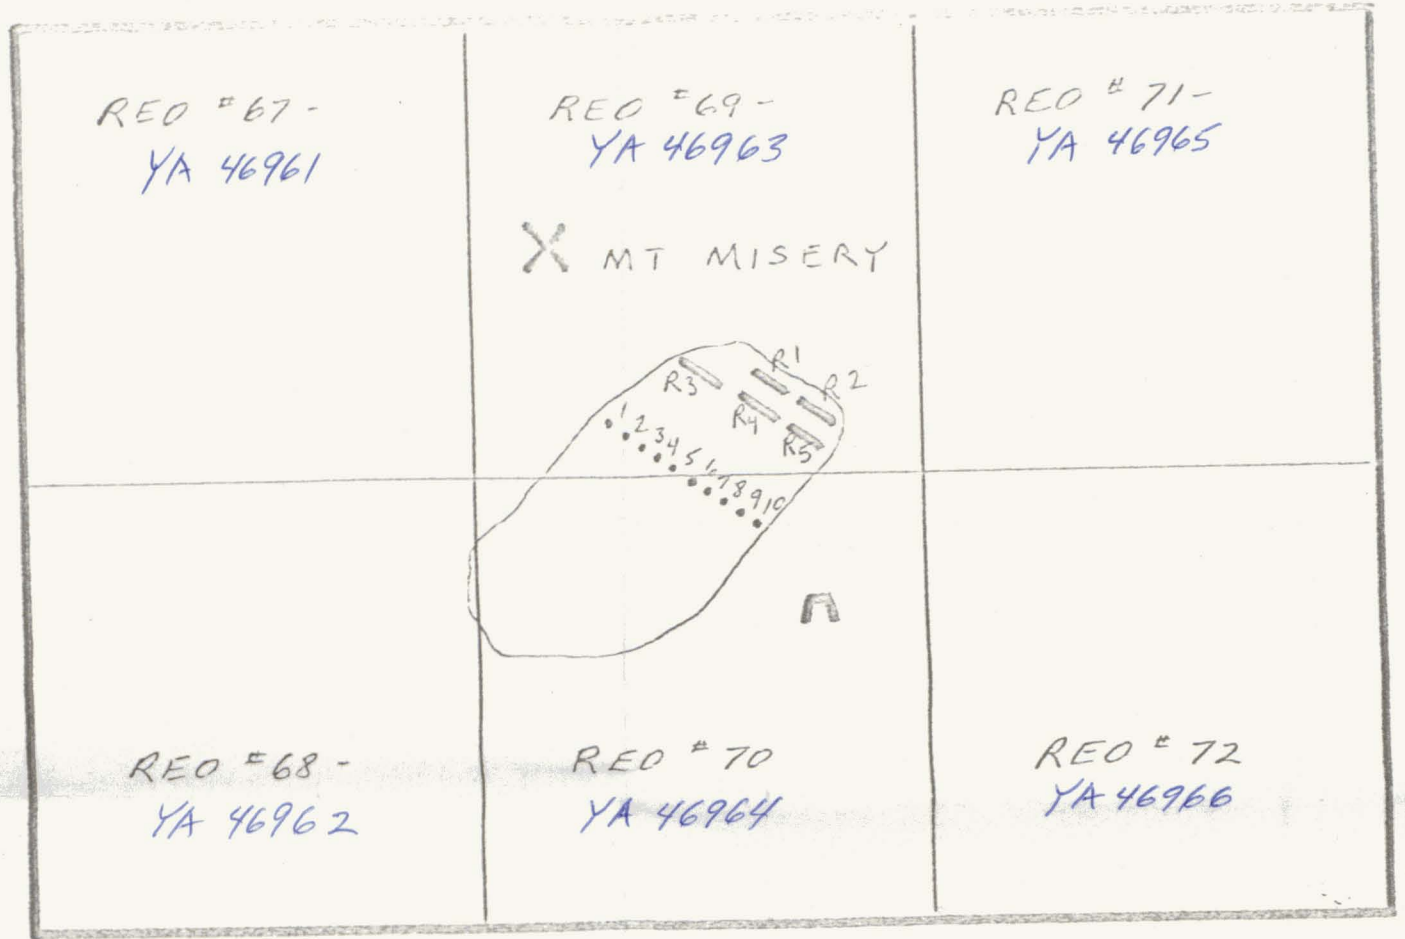 REO #67-
YA 46961
REO #69-
YA 46963
REO # 71-
YA 46965
X MT MISERY
R1
R2
R3
R4
R5
1 2 3 4 5 6 7 8 9 10
REO #68-
YA 46962
REO # 70
YA 46964
REO # 72
YA 46966